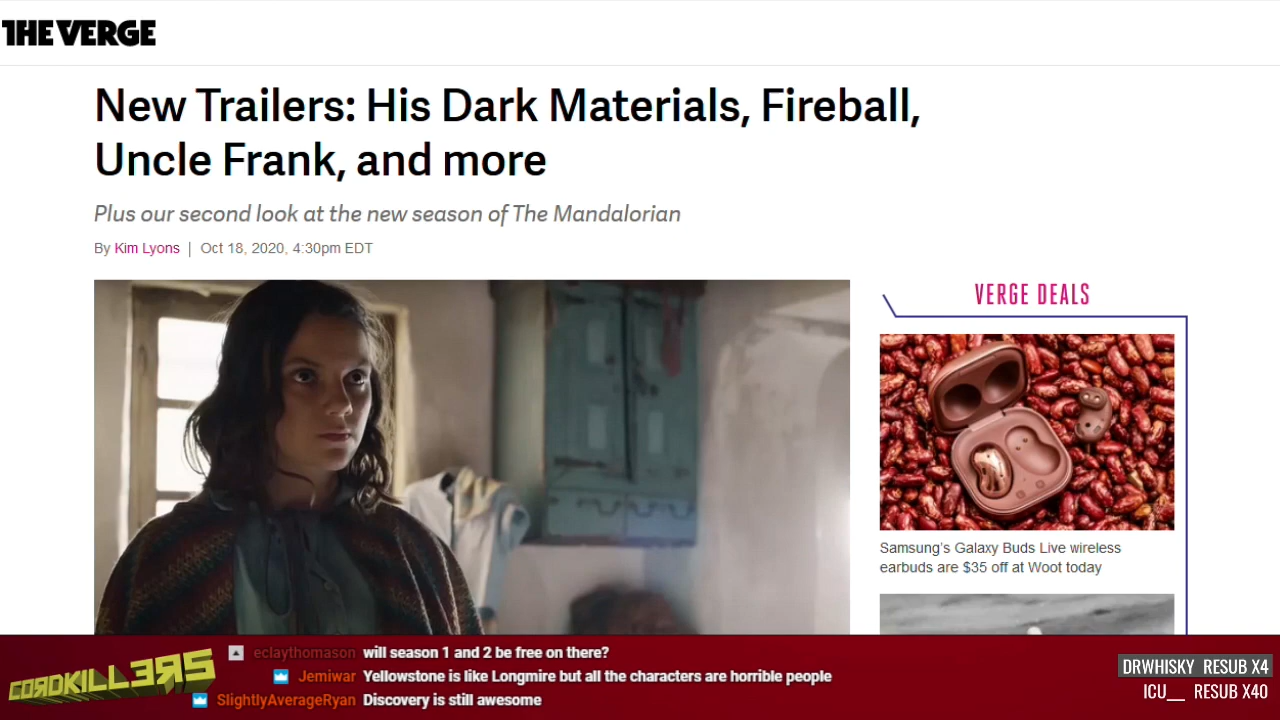 THE VERGE
New Trailers: His Dark Materials, Fireball,
Uncle Frank, and more
Plus our second look at the new season of The Mandalorian
By Kim Lyons | Oct 18, 2020, 4:30pm EDT
VERGE DEALS
Samsung's Galaxy Buds Live wireless
earbuds are $35 off at Woot today
CORDKILLERS
eclaythomason will season 1 and 2 be free on there?
Jemiwar Yellowstone is like Longmire but all the characters are horrible people
SlightlyAverageRyan Discovery is still awesome
DRWHISKY RESUB X4
ICU__ RESUB X40